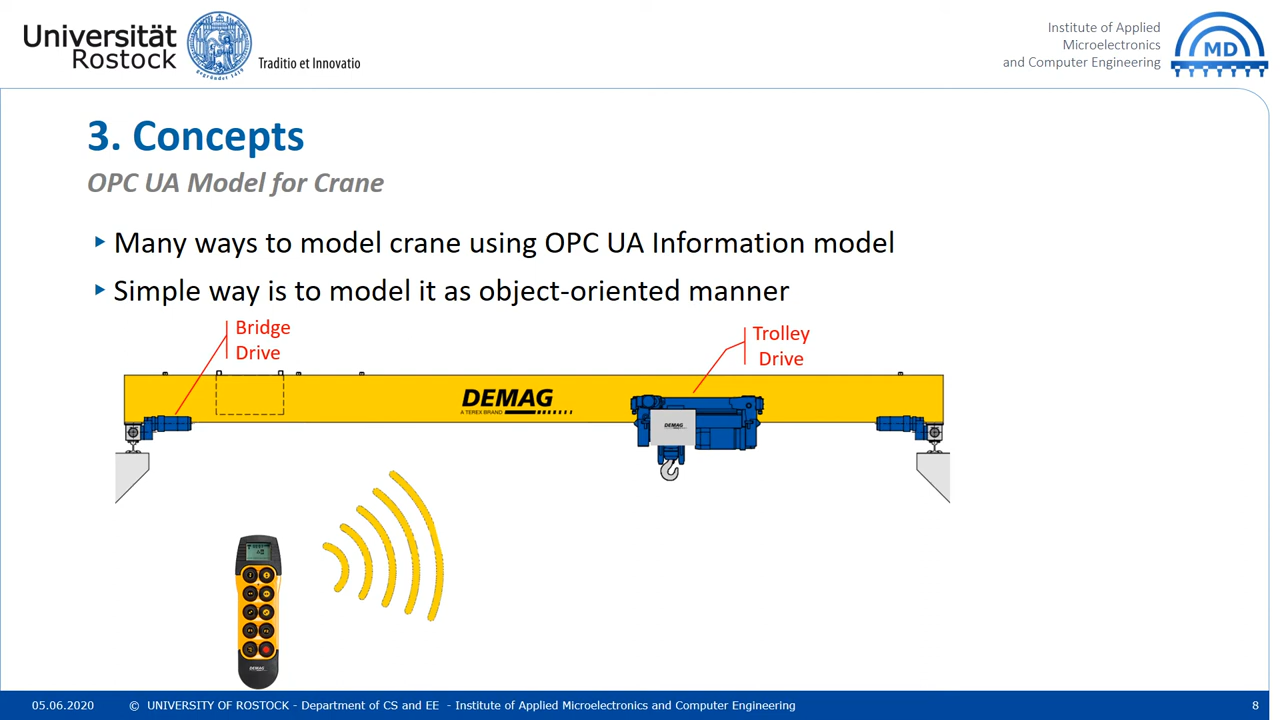 Universität
Rostock
Traditio et Innovatio
Institute of Applied
Microelectronics
and Computer Engineering
MD
3. Concepts
OPC UA Model for Crane
Many ways to model crane using OPC UA Information model
Simple way is to model it as object-oriented manner
Bridge
Drive
Trolley
Drive
DEMAG
A TEREX BRAND
DEMAG
DEMAG
05.06.2020 © UNIVERSITY OF ROSTOCK - Department of CS and EE - Institute of Applied Microelectronics and Computer Engineering 8